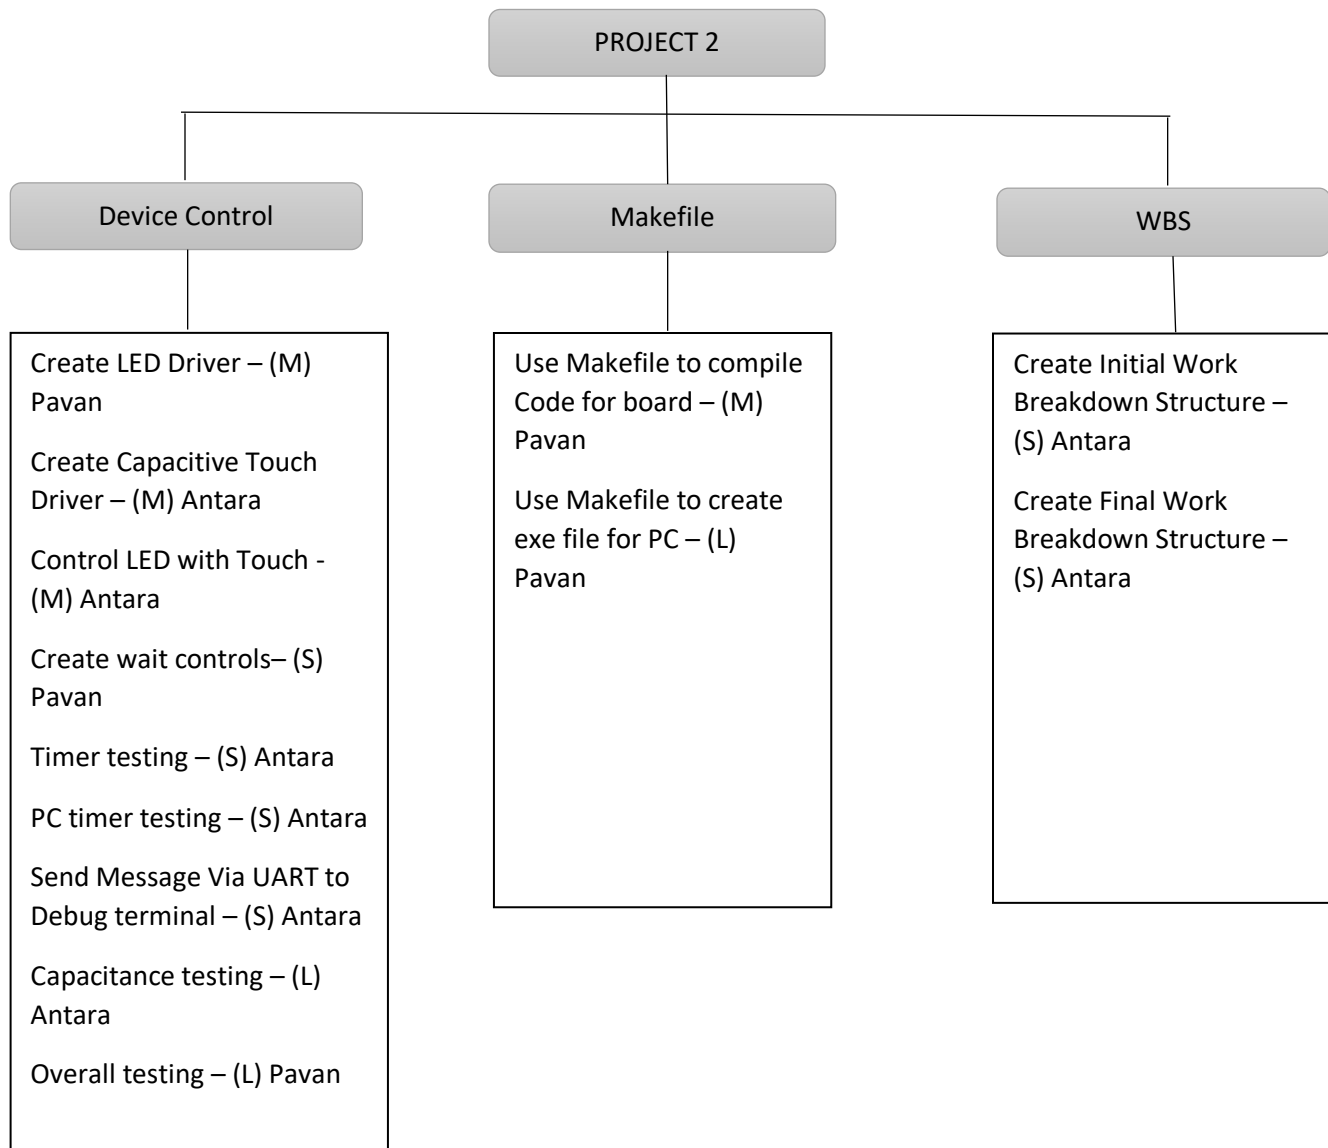 PROJECT 2
Device Control
Makefile
WBS
Create LED Driver – (M)
Pavan
Create Capacitive Touch
Driver – (M) Antara
Control LED with Touch -
(M) Antara
Create wait controls– (S)
Pavan
Timer testing – (S) Antara
PC timer testing – (S) Antara
Send Message Via UART to
Debug terminal – (S) Antara
Capacitance testing – (L)
Antara
Overall testing – (L) Pavan
Use Makefile to compile
Code for board – (M)
Pavan
Use Makefile to create
exe file for PC – (L)
Pavan
Create Initial Work
Breakdown Structure –
(S) Antara
Create Final Work
Breakdown Structure –
(S) Antara